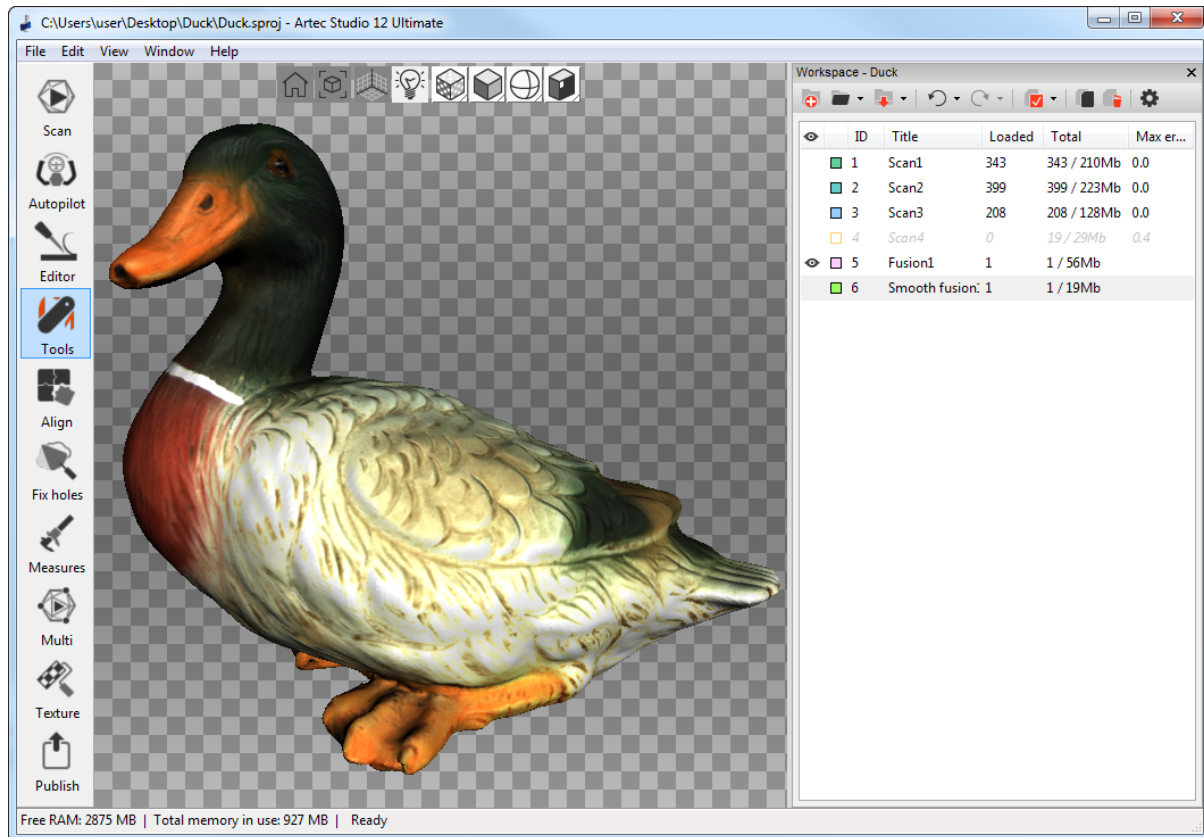 C:\Users\user\Desktop\Duck\Duck.sproj - Artec Studio 12 Ultimate
File Edit View Window Help
Scan
Autopilot
Editor
Tools
Align
Fix holes
Measures
Multi
Texture
Publish
Workspace - Duck
ID Title Loaded Total Max er...
1 Scan1 343 343 / 210Mb 0.0
2 Scan2 399 399 / 223Mb 0.0
3 Scan3 208 208 / 128Mb 0.0
4 Scan4 0 19 / 29Mb 0.4
5 Fusion1 1 1 / 56Mb
6 Smooth fusion: 1 1 / 19Mb
Free RAM: 2875 MB | Total memory in use: 927 MB | Ready